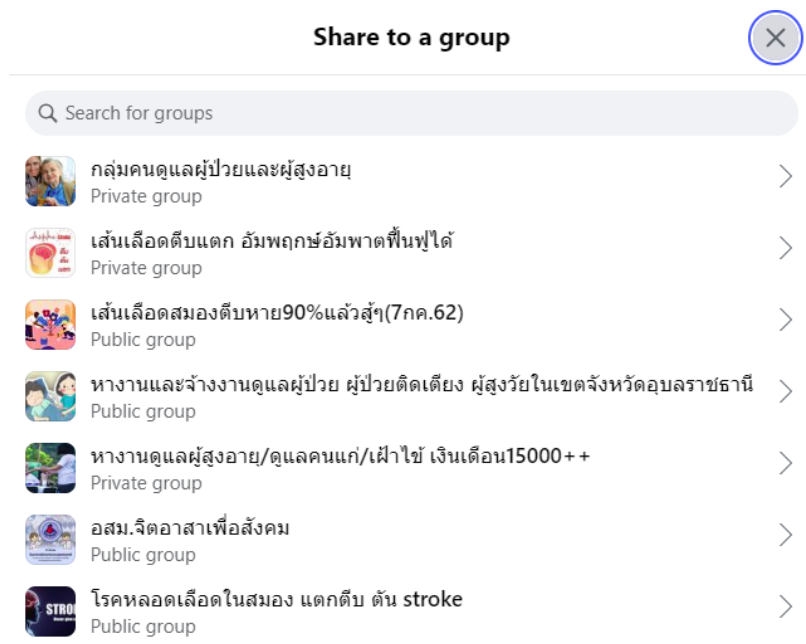 Share to a group
Search for groups
กลุ่มคนดูแลผู้ป่วยและผู้สูงอายุ
Private group
เส้นเลือดตีบแตก อัมพฤกษ์อัมพาตฟื้นฟูได้
Private group
เส้นเลือดสมองตีบหาย90%แล้วสู้ๆ(7กค.62)
Public group
หางานและจ้างงานดูแลผู้ป่วย ผู้ป่วยติดเตียง ผู้สูงวัยในเขตจังหวัดอุบลราชธานี
Public group
หางานดูแลผู้สูงอายุ/ดูแลคนแก่/เฝ้าไข้ เงินเดือน15000++
Private group
อสม.จิตอาสาเพื่อสังคม
Public group
โรคหลอดเลือดในสมอง แตกตีบ ตัน stroke
Public group